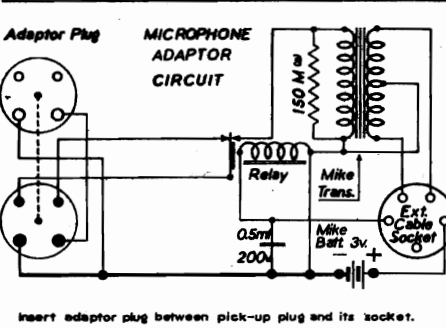 Adaptor Plug
MICROPHONE
ADAPTOR
CIRCUIT
150 M ω
Relay
Mike
Trans.
Ext.
Cable
Socket
0.5mf
200v
Mike
Batt 3v.
- +
Insert adaptor plug between pick-up plug and its socket.